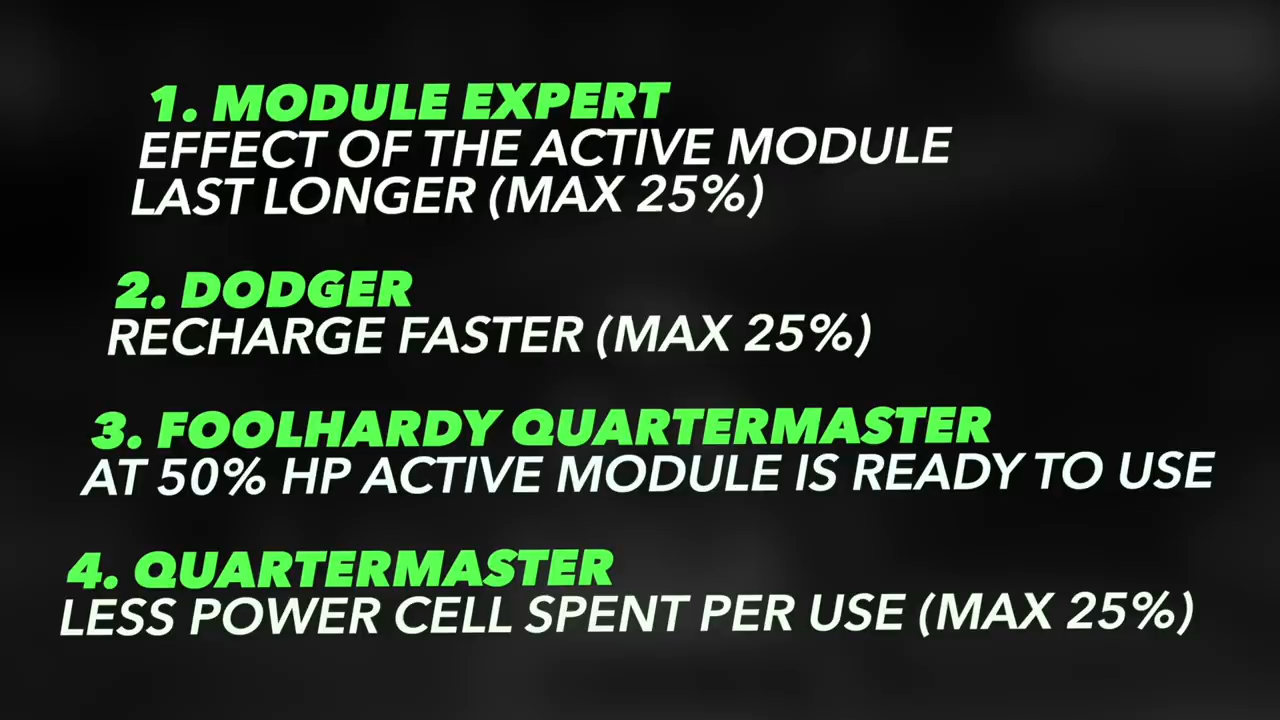 1. MODULE EXPERT
EFFECT OF THE ACTIVE MODULE
LAST LONGER (MAX 25%)
2. DODGER
RECHARGE FASTER (MAX 25%)
3. FOOLHARDY QUARTERMASTER
AT 50% HP ACTIVE MODULE IS READY TO USE
4. QUARTERMASTER
LESS POWER CELL SPENT PER USE (MAX 25%)